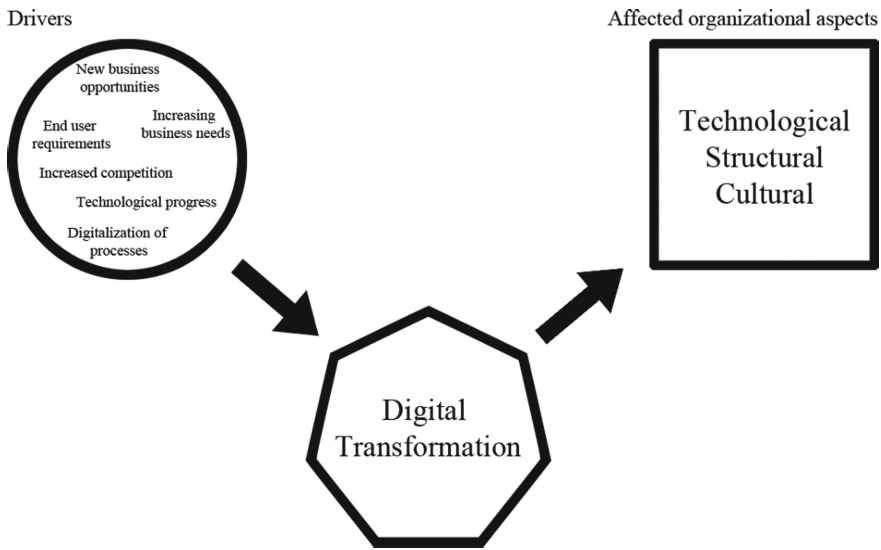 Drivers
Affected organizational aspects
New business
opportunities
Increasing
business needs
End user
requirements
Increased competition
Technological progress
Digitalization of
processes
Technological
Structural
Cultural
Digital
Transformation